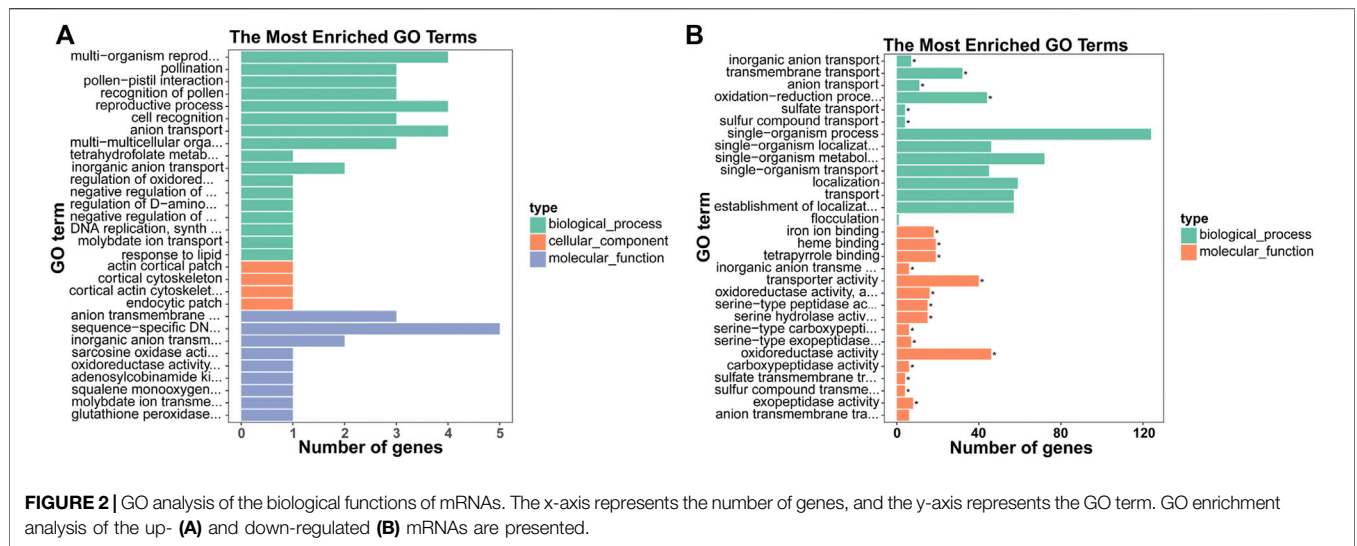 A
The Most Enriched GO Terms
GO term
multi-organism reprod...
pollination
pollen-pistil interaction
recognition of pollen
reproductive process
cell recognition
anion transport
multi-multicellular orga...
tetrahydrofolate metab...
inorganic anion transport
regulation of oxidored...
negative regulation of ...
regulation of D-amino...
negative regulation of ...
DNA replication, synth ...
molybdate ion transport
response to lipid
actin cortical patch
cortical cytoskeleton
cortical actin cytoskelet...
endocytic patch
anion transmembrane ...
sequence-specific DN...
inorganic anion transm...
sarcosine oxidase acti...
oxidoreductase activity...
adenosylcobinamide ki...
squalene monooxygen...
molybdate ion transme...
glutathione peroxidase...
0 1 2 3 4 5
Number of genes
type
biological_process
cellular_component
molecular_function
B
The Most Enriched GO Terms
GO term
inorganic anion transport *
transmembrane transport *
anion transport *
oxidation-reduction proce... *
sulfate transport *
sulfur compound transport *
single-organism process
single-organism localizat...
single-organism metabol...
single-organism transport
localization
transport
establishment of localizat...
flocculation
iron ion binding *
heme binding *
tetrapyrrole binding *
inorganic anion transme ... *
transporter activity *
oxidoreductase activity, a... *
serine-type peptidase ac... *
serine hydrolase activ... *
serine-type carboxypepti... *
serine-type exopeptidase... *
oxidoreductase activity *
carboxypeptidase activity *
sulfate transmembrane tr... *
sulfur compound transme... *
exopeptidase activity *
anion transmembrane tra...
0 40 80 120
Number of genes
type
biological_process
molecular_function
FIGURE 2 | GO analysis of the biological functions of mRNAs. The x-axis represents the number of genes, and the y-axis represents the GO term. GO enrichment
analysis of the up- (A) and down-regulated (B) mRNAs are presented.